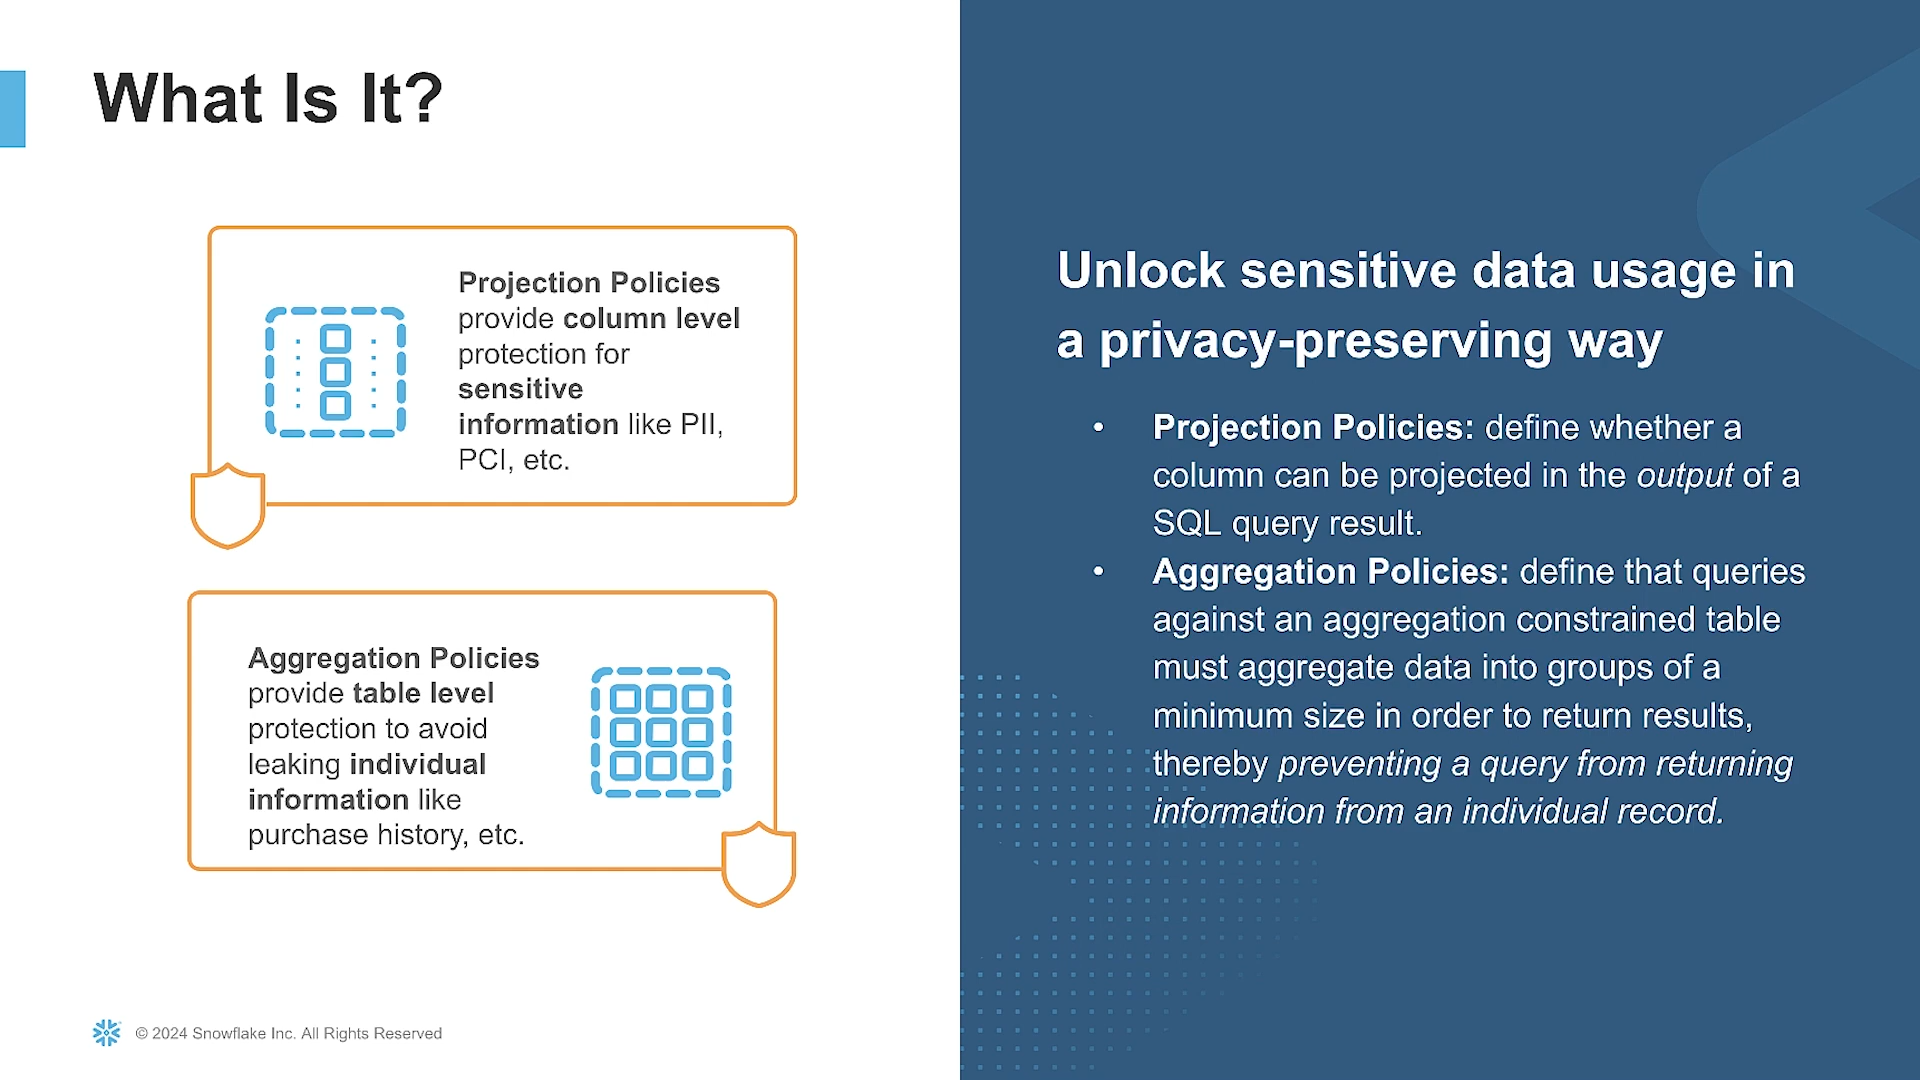 What Is It?
Projection Policies
provide column level
protection for
sensitive
information like PII,
PCI, etc.
Aggregation Policies
provide table level
protection to avoid
leaking individual
information like
purchase history, etc.
© 2024 Snowflake Inc. All Rights Reserved
Unlock sensitive data usage in
a privacy-preserving way
• Projection Policies: define whether a
column can be projected in the output of a
SQL query result.
• Aggregation Policies: define that queries
against an aggregation constrained table
must aggregate data into groups of a
minimum size in order to return results,
thereby preventing a query from returning
information from an individual record.